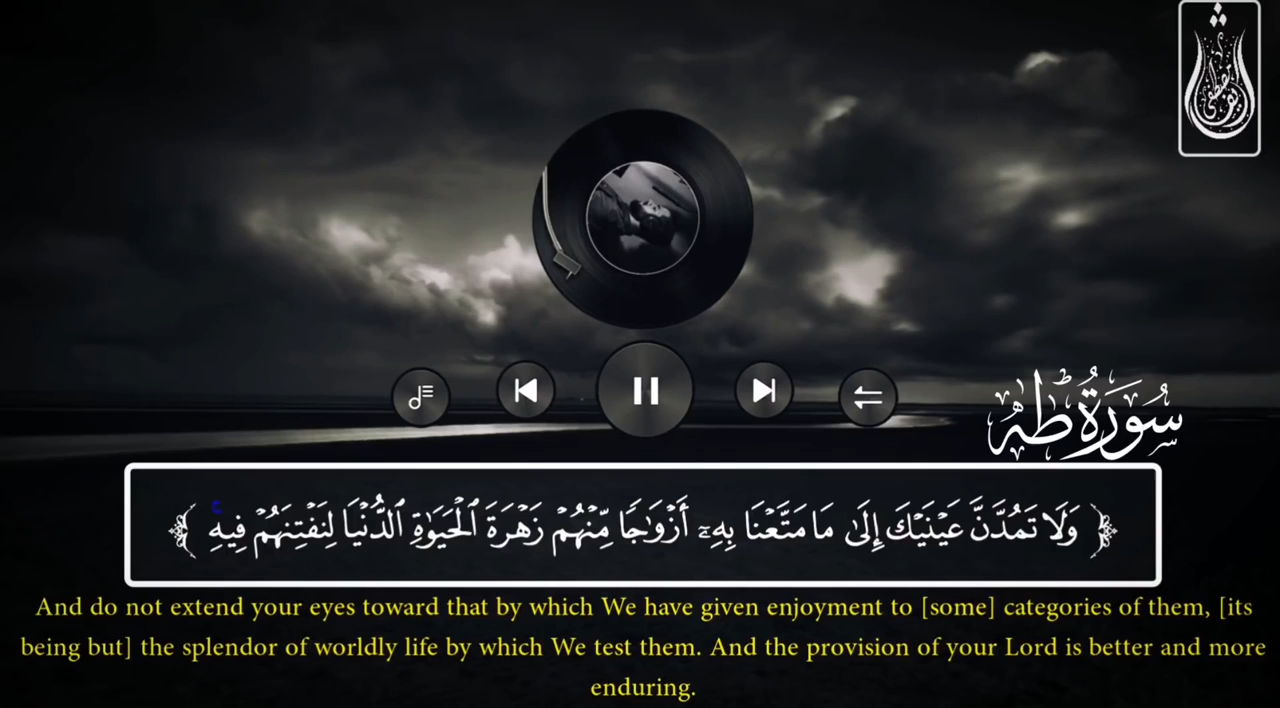 سُورَةُ طه
﴿ وَلَا تَمُدَّنَّ عَيْنَيْكَ إِلَىٰ مَا مَتَّعْنَا بِهِۦٓ أَزْوَٰجًا مِّنْهُمْ زَهْرَةَ ٱلْحَيَوٰةِ ٱلدُّنْيَا لِنَفْتِنَهُمْ فِيهِ ۚ ﴾
And do not extend your eyes toward that by which We have given enjoyment to [some] categories of them, [its
being but] the splendor of worldly life by which We test them. And the provision of your Lord is better and more
enduring.